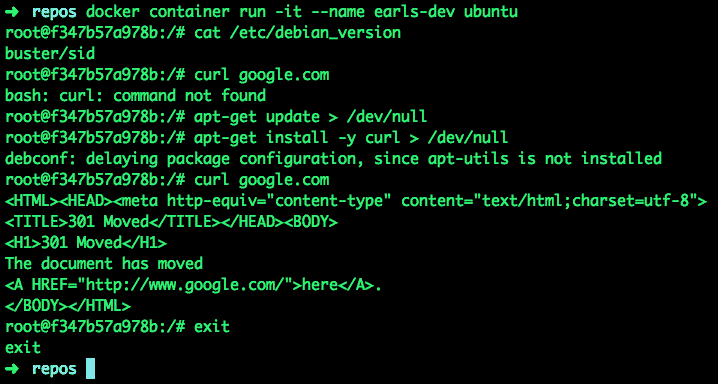 ➜  repos docker container run -it --name earls-dev ubuntu
root@f347b57a978b:/# cat /etc/debian_version
buster/sid
root@f347b57a978b:/# curl google.com
bash: curl: command not found
root@f347b57a978b:/# apt-get update > /dev/null
root@f347b57a978b:/# apt-get install -y curl > /dev/null
debconf: delaying package configuration, since apt-utils is not installed
root@f347b57a978b:/# curl google.com
<HTML><HEAD><meta http-equiv="content-type" content="text/html;charset=utf-8">
<TITLE>301 Moved</TITLE></HEAD><BODY>
<H1>301 Moved</H1>
The document has moved
<A HREF="http://www.google.com/">here</A>.
</BODY></HTML>
root@f347b57a978b:/# exit
exit
➜  repos